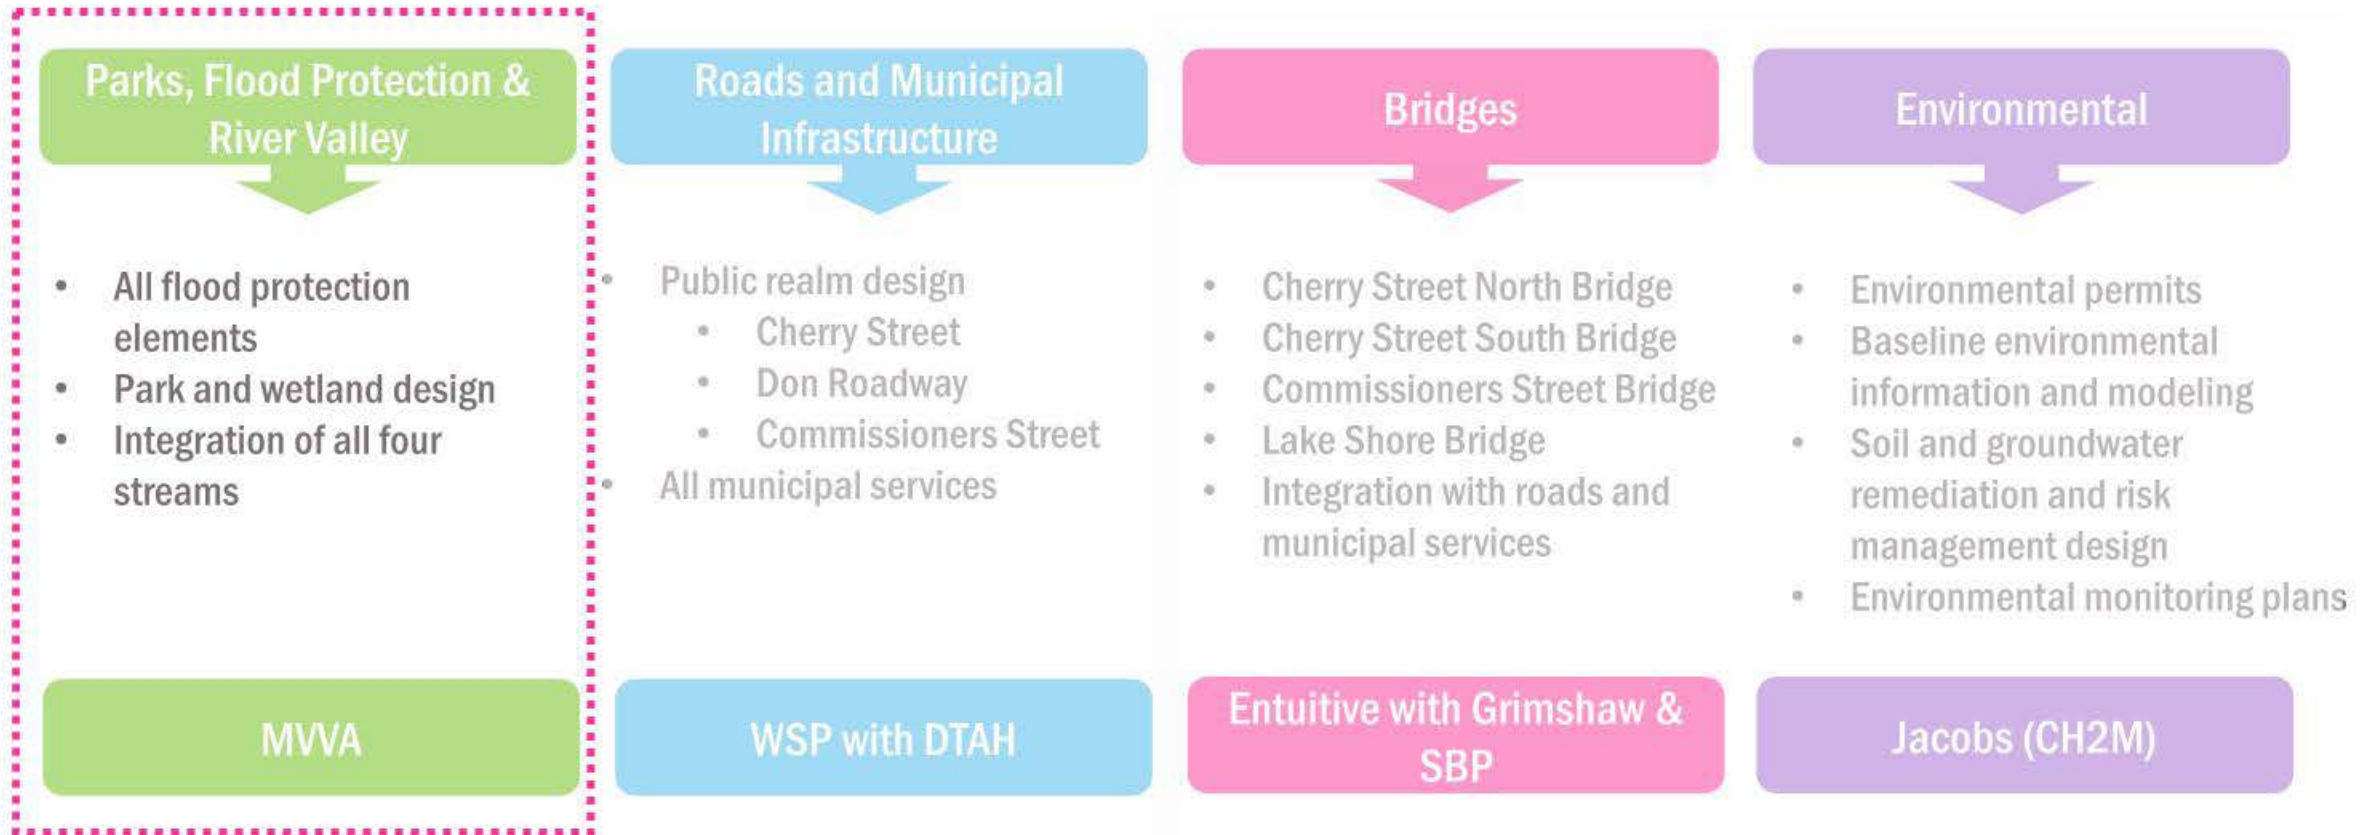 Parks, Flood Protection &
River Valley
• All flood protection
elements
• Park and wetland design
• Integration of all four
streams
MVVA
Roads and Municipal
Infrastructure
• Public realm design
• Cherry Street
• Don Roadway
• Commissioners Street
• All municipal services
WSP with DTAH
Bridges
• Cherry Street North Bridge
• Cherry Street South Bridge
• Commissioners Street Bridge
• Lake Shore Bridge
• Integration with roads and
municipal services
Entuitive with Grimshaw &
SBP
Environmental
• Environmental permits
• Baseline environmental
information and modeling
• Soil and groundwater
remediation and risk
management design
• Environmental monitoring plans
Jacobs (CH2M)